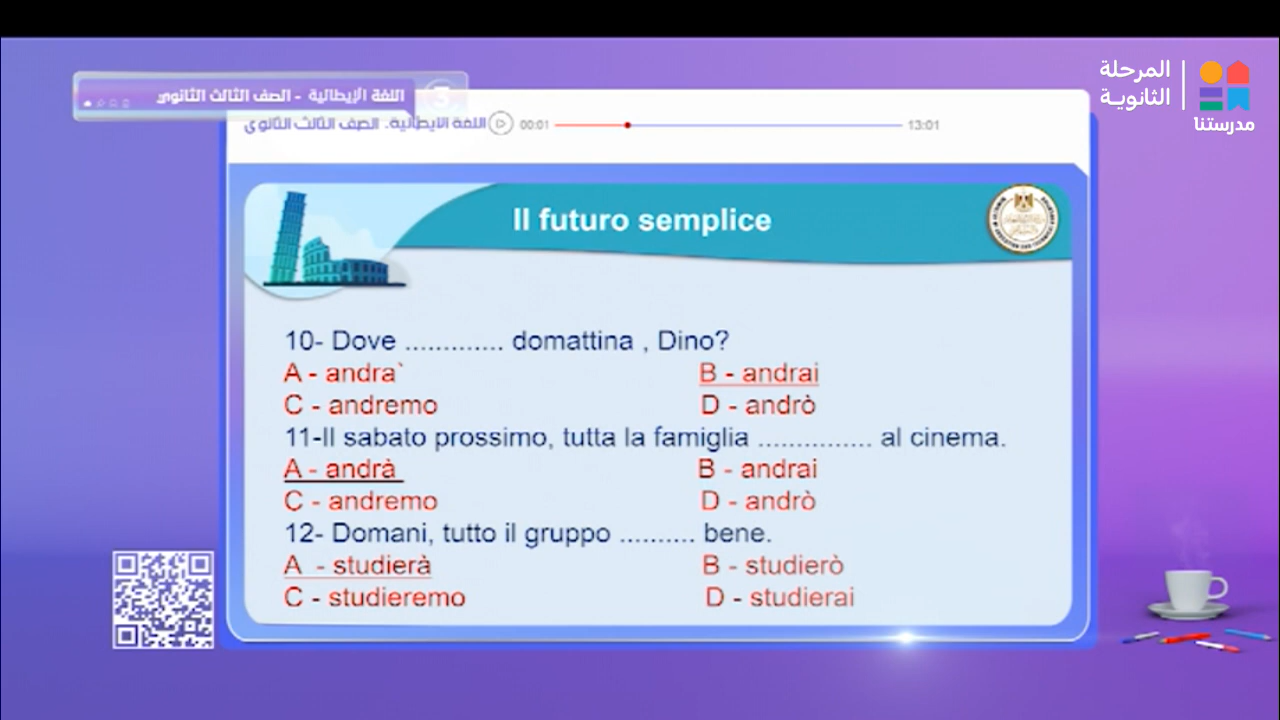 المرحلة
الثانوية
مدرستنا
اللغة الإيطالية - الصف الثالث الثانوي
اللغة الايطالية. الصف الثالث الثانوي 00:01 13:01
Il futuro semplice
10- Dove ............. domattina , Dino?
A - andra` B - andrai
C - andremo D - andrò
11-Il sabato prossimo, tutta la famiglia ............... al cinema.
A - andrà B - andrai
C - andremo D - andrò
12- Domani, tutto il gruppo .......... bene.
A - studierà B - studierò
C - studieremo D - studierai